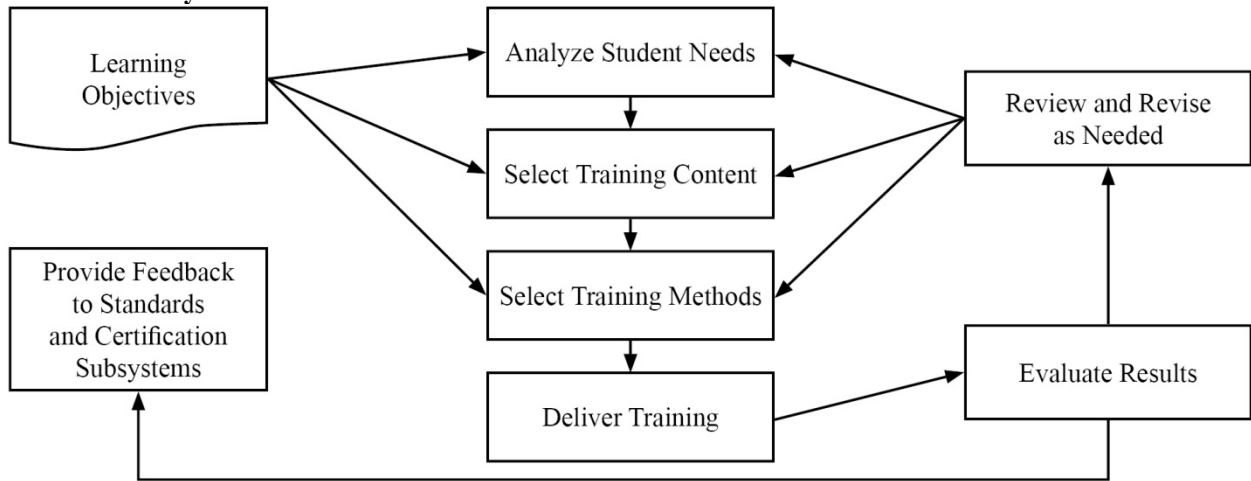 Learning
Objectives
Analyze Student Needs
Review and Revise
as Needed
Select Training Content
Provide Feedback
to Standards
and Certification
Subsystems
Select Training Methods
Evaluate Results
Deliver Training